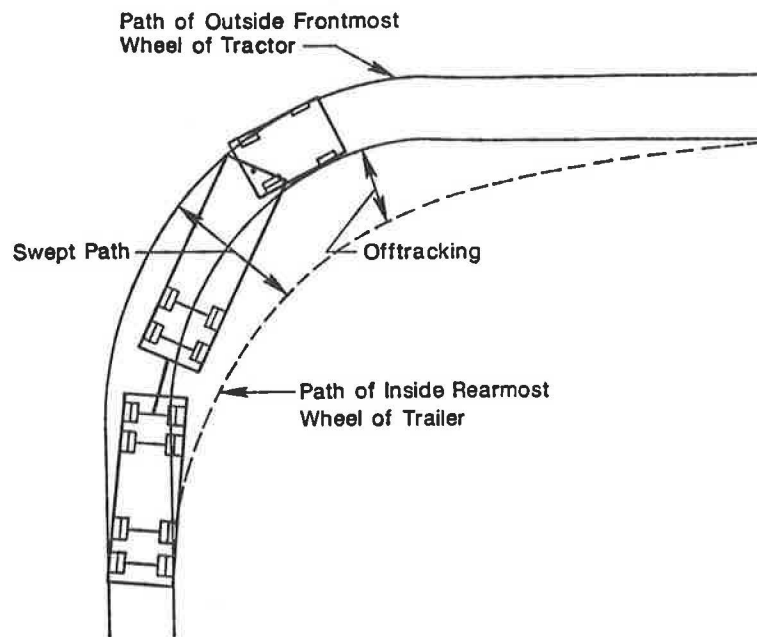 Path of Outside Frontmost
Wheel of Tractor
Swept Path
Offtracking
Path of Inside Rearmost
Wheel of Trailer